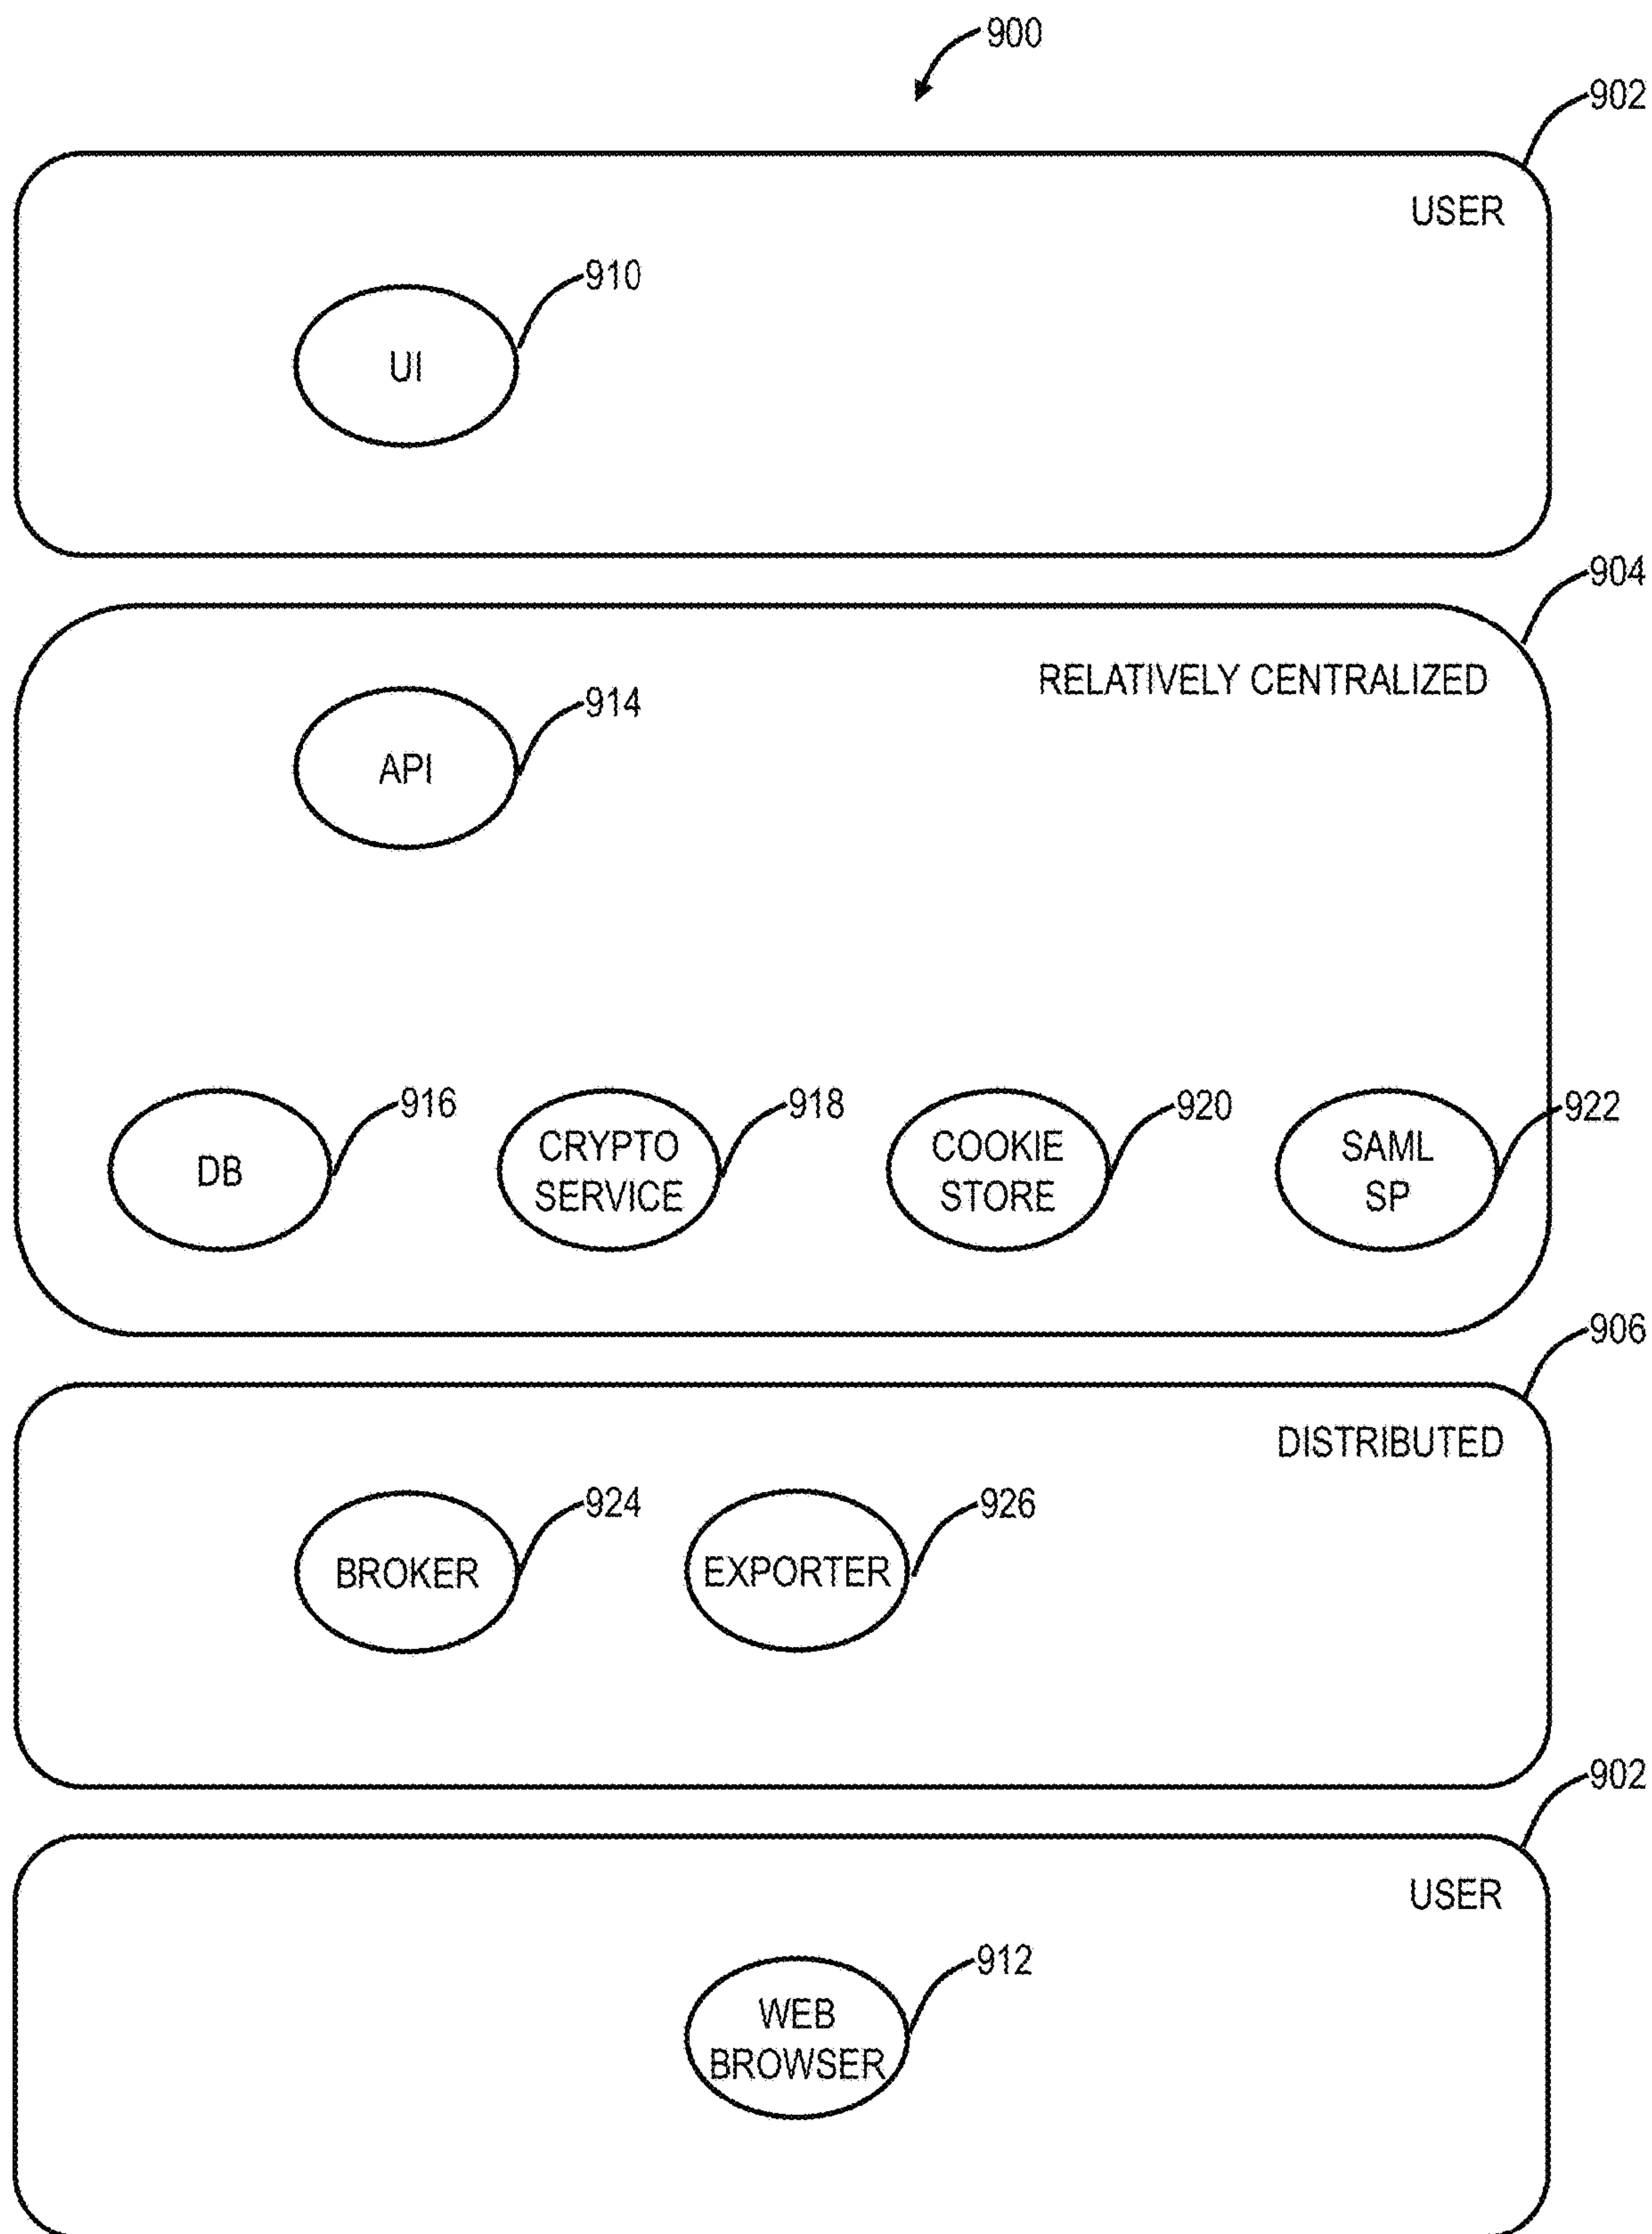 900
902
USER
910
UI
904
RELATIVELY CENTRALIZED
914
API
916
DB
918
CRYPTO
SERVICE
920
COOKIE
STORE
922
SAML
SP
906
DISTRIBUTED
924
BROKER
926
EXPORTER
902
USER
912
WEB
BROWSER